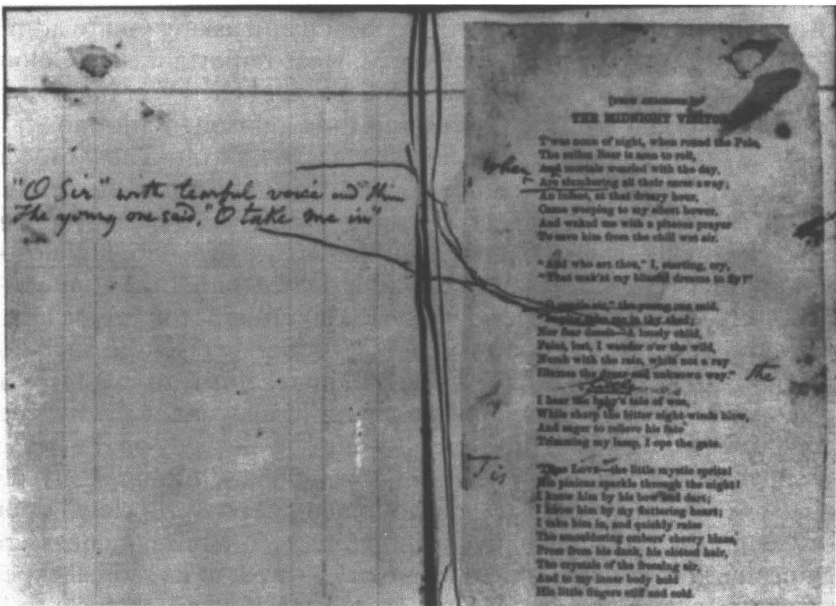 "O Sir" with tearful voice and thin
The young one said, "O take me in"
THE MIDNIGHT VISITOR
'Twas noon of night, when round the Pole,
The sullen Bear is seen to roll,
When
And mortals wearied with the day,
Are slumbering all their cares away;
An infant, at that dreary hour,
Came weeping to my silent bower,
And waked me with a piteous prayer
To save him from the chill wet air.
"And who art thou," I, starting, cry,
"That mak'st my blissful dreams to fly?"
gentle sir," the young one said,
take me in thy shed;
Nor fear deceit—a lonely child,
Faint, lost, I wander o'er the wild,
Numb with the rain, while not a ray
Illumes the drear and unknown way." the
I hear the baby's tale of woe,
While sharp the bitter night-winds blow,
And eager to relieve his fate
Trimming my lamp, I ope the gate.
Tis
'Twas Love—the little mystic sprite!
His pinions sparkle through the night!
I know him by his bow and dart;
I know him by my fluttering heart;
I take him in, and quickly raise
The smouldering embers' cheery blaze,
Press from his dank, his clotted hair,
The crystals of the freezing air,
And to my inner body hold
His little fingers stiff and cold.